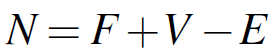 N = F + V − E